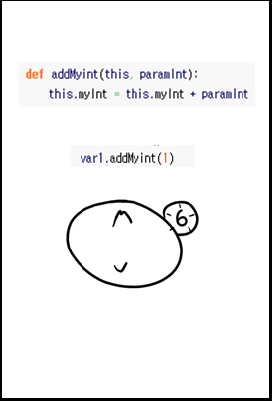 def addMyint(this, paramInt):
this.myInt = this.myInt + paramInt
var1.addMyint(1)
6